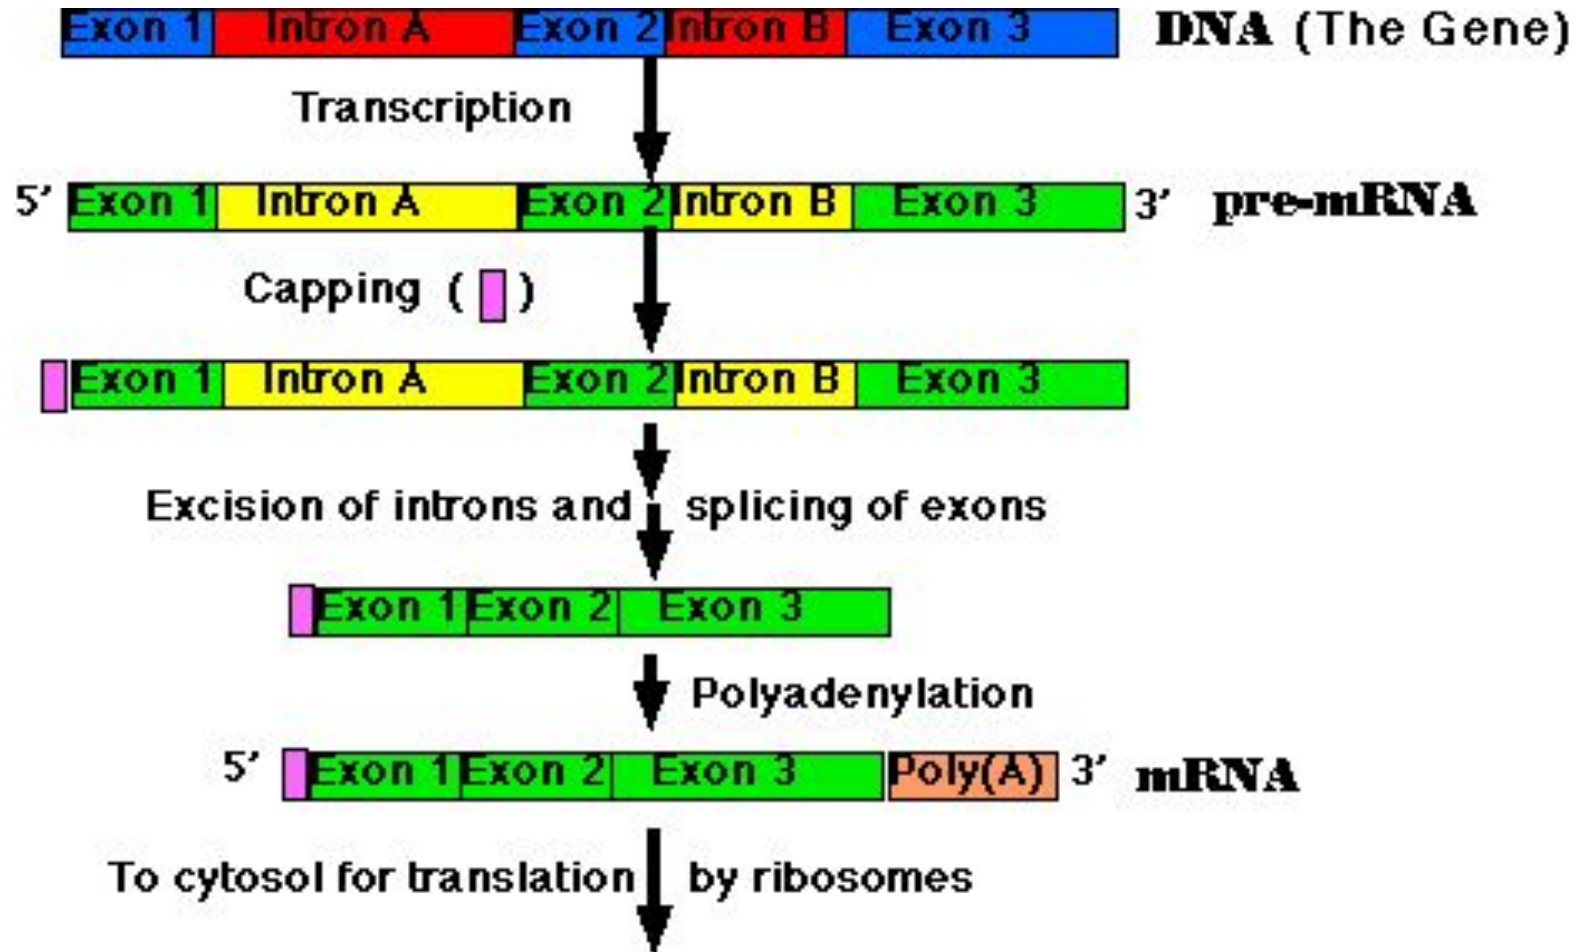 Exon 1 Intron A Exon 2 Intron B Exon 3 DNA (The Gene)
Transcription
5′ Exon 1 Intron A Exon 2 Intron B Exon 3 3′ pre-mRNA
Capping ( )
Exon 1 Intron A Exon 2 Intron B Exon 3
Excision of introns and splicing of exons
Exon 1 Exon 2 Exon 3
Polyadenylation
5′ Exon 1 Exon 2 Exon 3 Poly(A) 3′ mRNA
To cytosol for translation by ribosomes